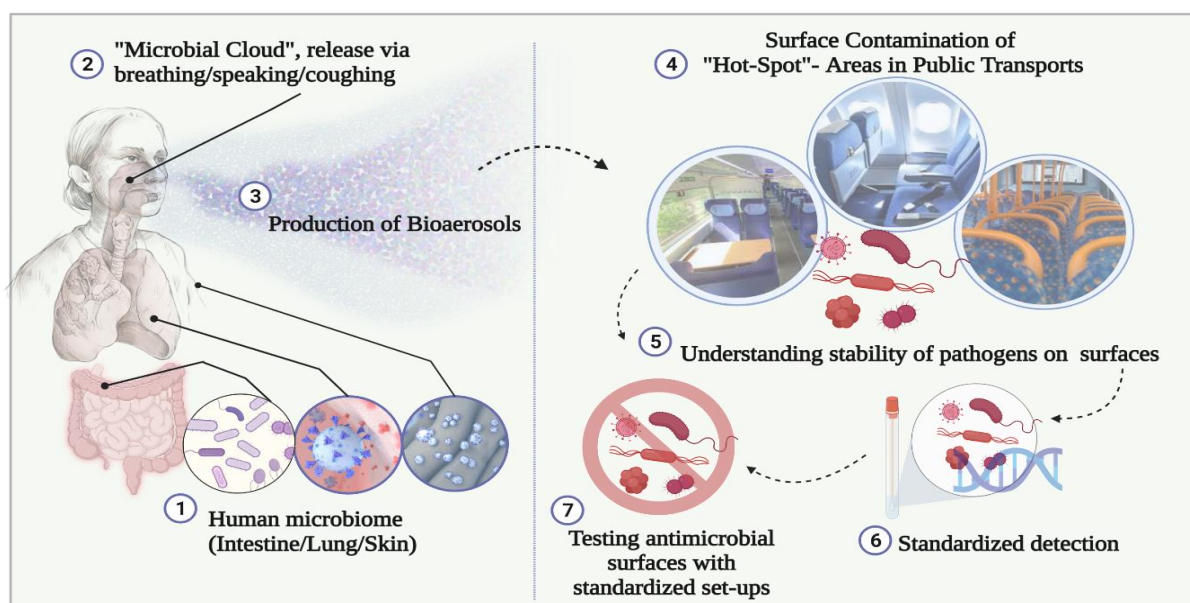 1
Human microbiome
(Intestine/Lung/Skin)
2
"Microbial Cloud", release via
breathing/speaking/coughing
3
Production of Bioaerosols
4
Surface Contamination of
"Hot-Spot"- Areas in Public Transports
5
Understanding stability of pathogens on surfaces
6
Standardized detection
7
Testing antimicrobial
surfaces with
standardized set-ups